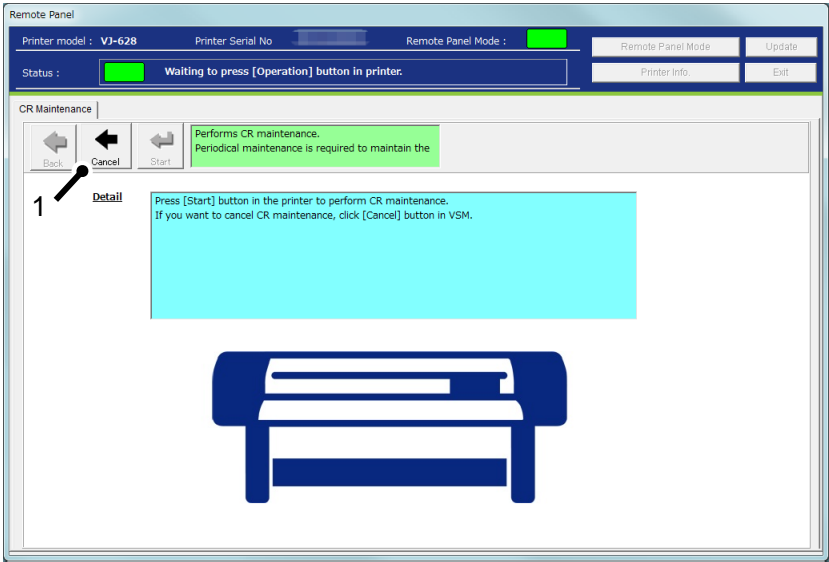 Remote Panel
Printer model : VJ-628 Printer Serial No Remote Panel Mode :
Remote Panel Mode Update
Status : Waiting to press [Operation] button in printer.
Printer Info. Exit
CR Maintenance
Back Cancel Start
Performs CR maintenance.
Periodical maintenance is required to maintain the
1
Detail
Press [Start] button in the printer to perform CR maintenance.
If you want to cancel CR maintenance, click [Cancel] button in VSM.